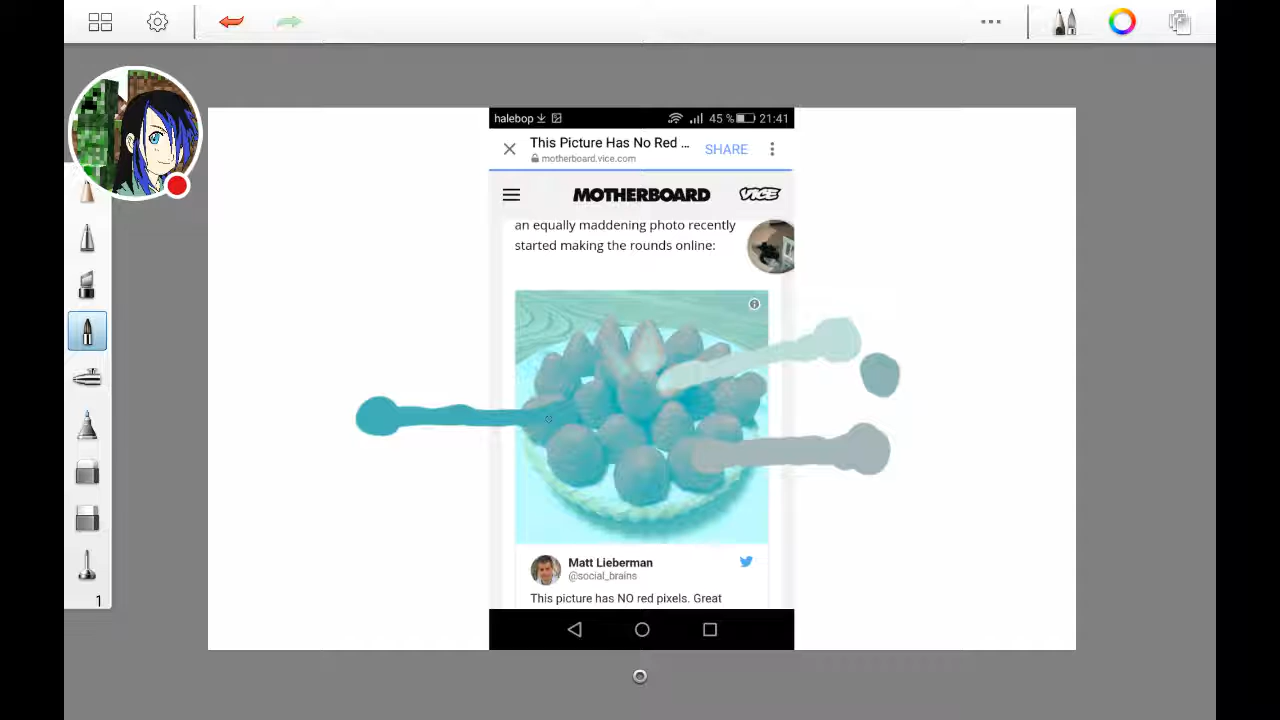 halebop 45 % 21:41
This Picture Has No Red ...
SHARE
motherboard.vice.com
MOTHERBOARD
VICE
an equally maddening photo recently
started making the rounds online:
Matt Lieberman
@social_brains
This picture has NO red pixels. Great
1